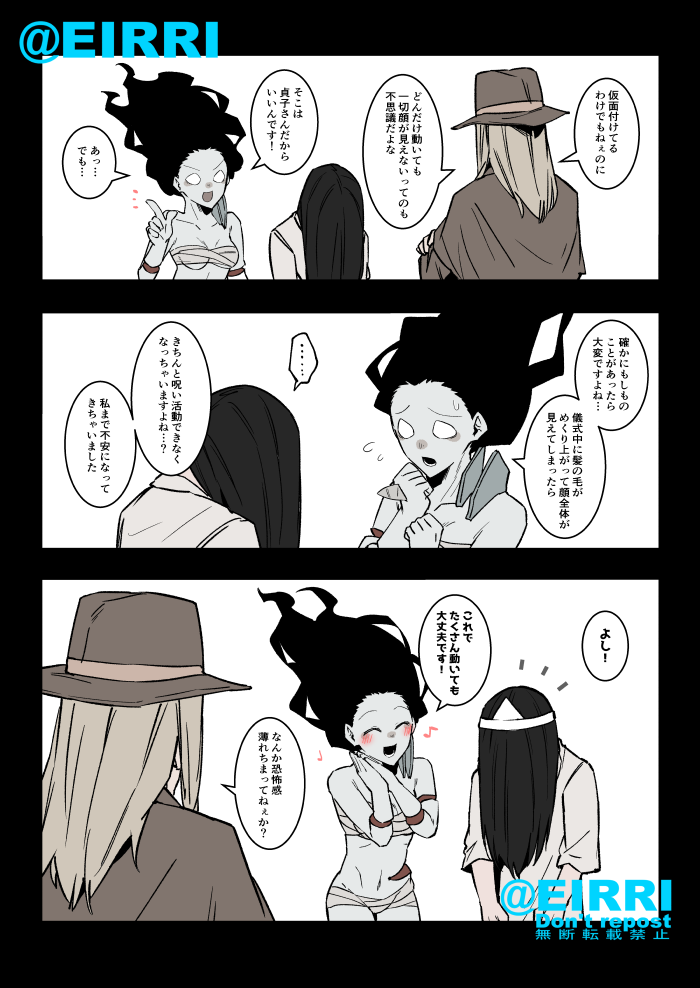 @EIRRI
仮面付けてる
わけでもねぇのに
どんだけ動いても
一切顔が見えないってのも
不思議だよな
そこは
貞子さんだから
いいんです！
あっ…
でも…
確かにもしもの
ことがあったら
大変ですよね…
儀式中に髪の毛が
めくり上がって顔全体が
見えてしまったら
……
きちんと呪い活動できなく
なっちゃいますよね…？
私まで不安になって
きちゃいました
よし！
これで
たくさん動いても
大丈夫です！
なんか恐怖感
薄れちまってねぇか？
@EIRRI
Don't repost
無断転載禁止